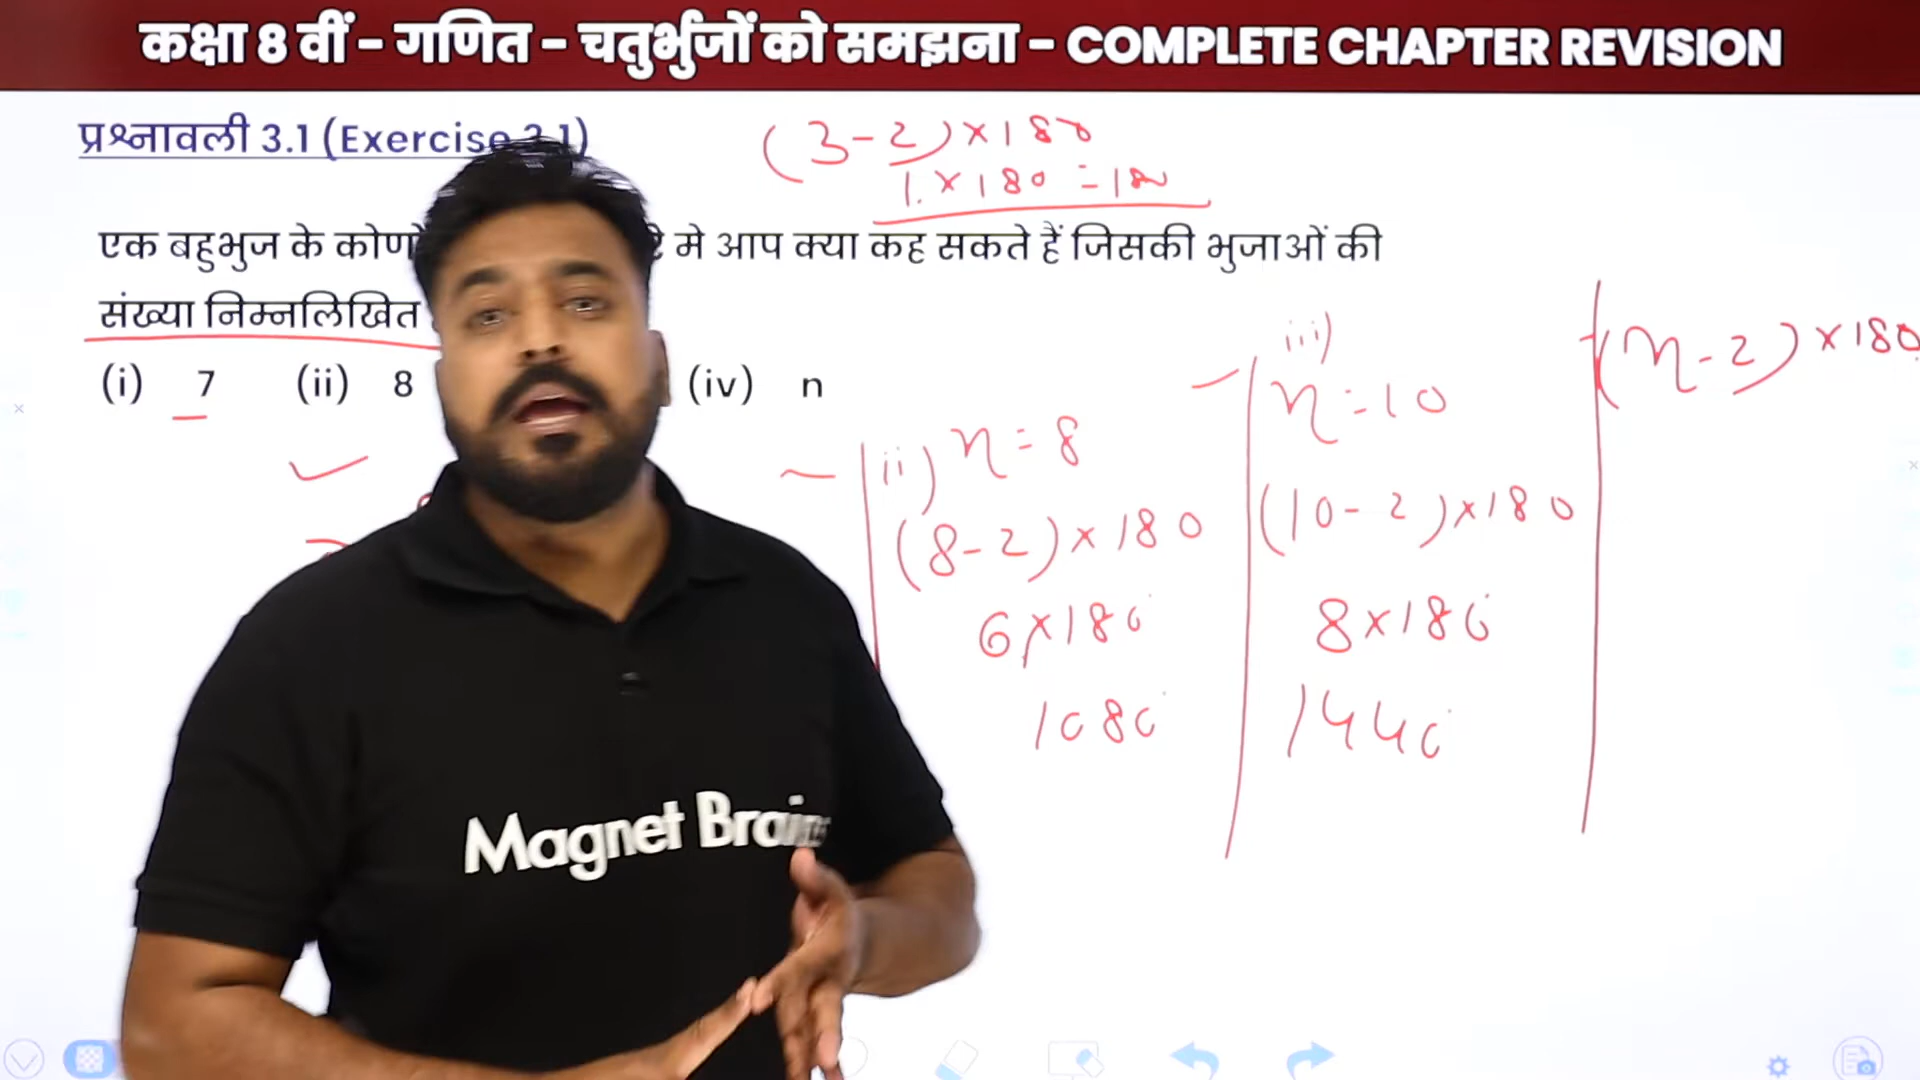 कक्षा 8 वीं – गणित – चतुर्भुजों को समझना – COMPLETE CHAPTER REVISION
प्रश्नावली 3.1 (Exercise 3.1)
(3-2)×180
1.×180=180
एक बहुभुज के मे आप क्या कह सकते हैं जिसकी भुजाओं की
संख्या निम्नलिखित
(i) 7 (ii) 8 (iv) n
ii) n=8
(8-2)×180
6×180
1080
iii)
n=10
(10-2)×180
8×180
1440
(n-2)×180
Magnet Brains